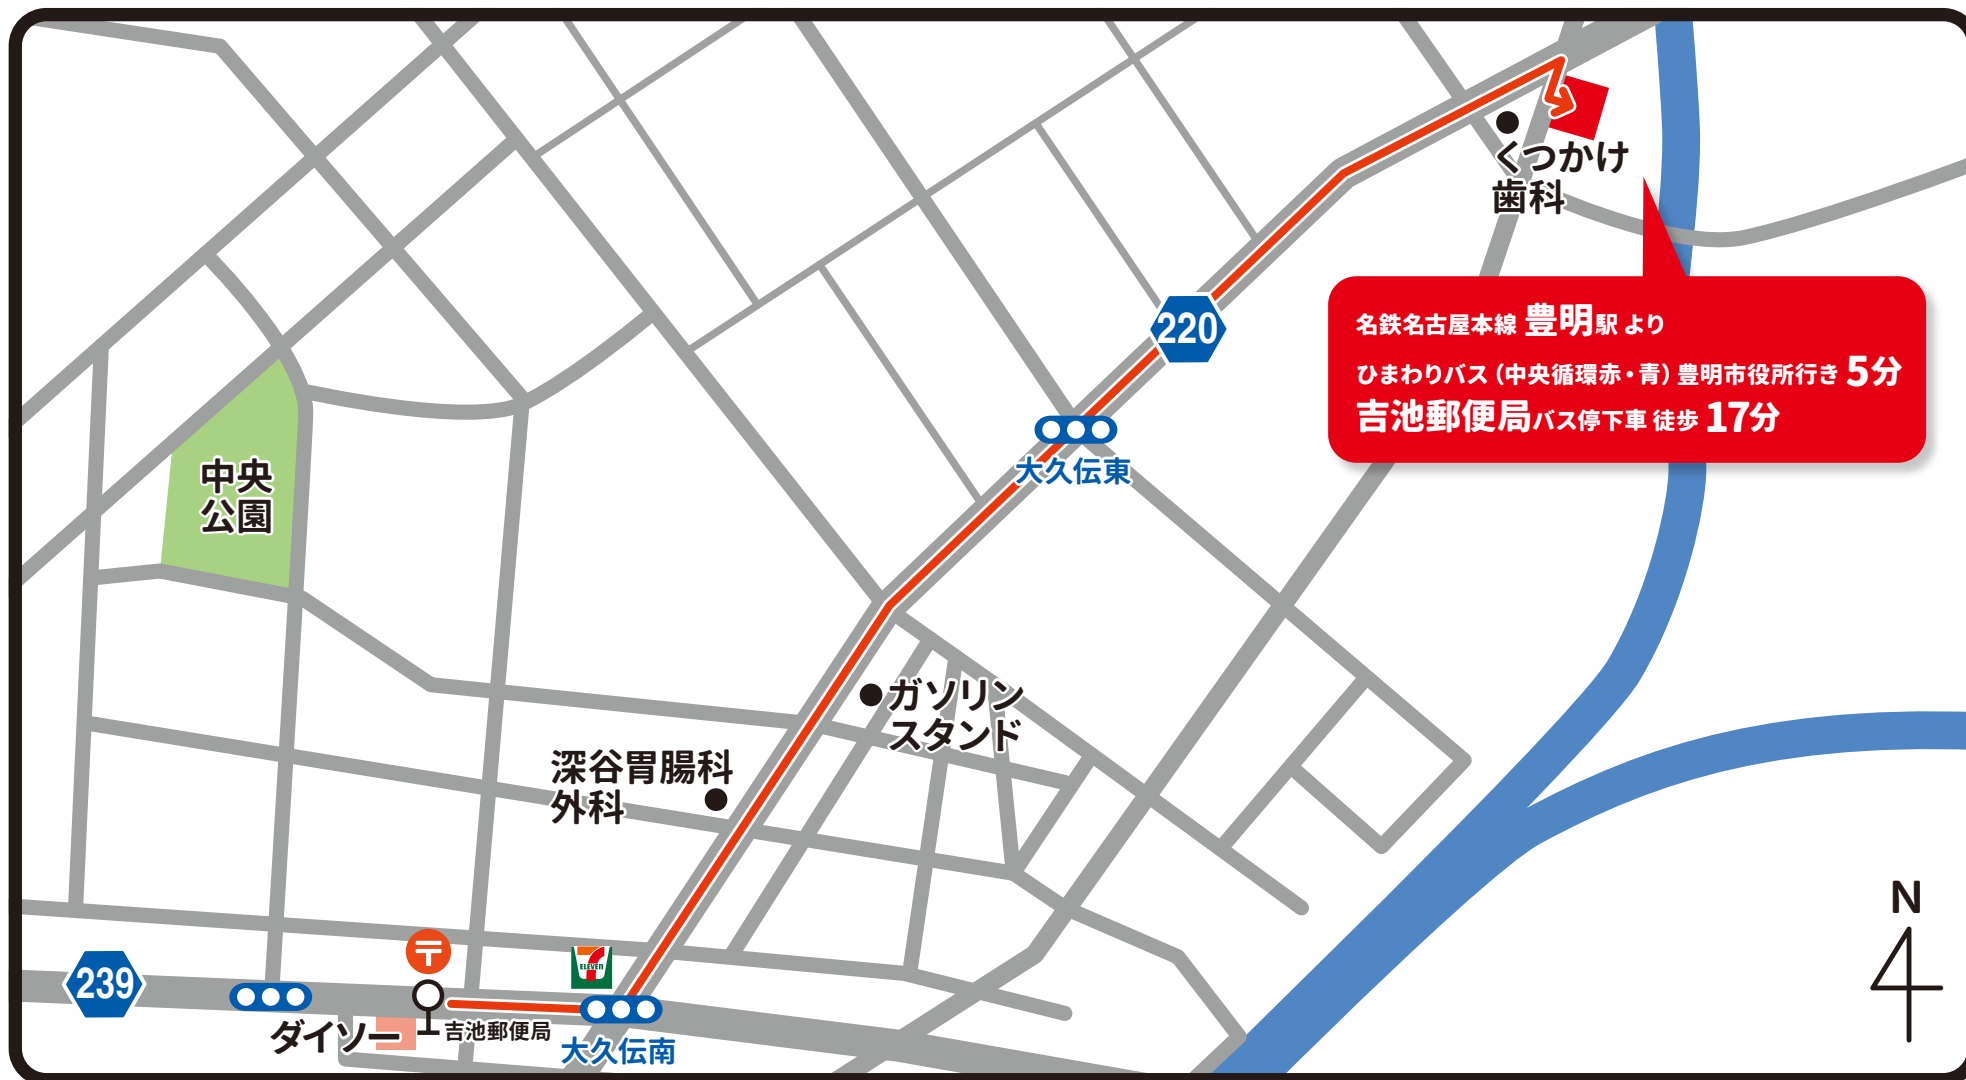 くつかけ
歯科
220
名鉄名古屋本線 豊明駅 より
ひまわりバス（中央循環赤・青）豊明市役所行き 5分
吉池郵便局バス停下車 徒歩 17分
大久伝東
中央
公園
ガソリン
スタンド
深谷胃腸科
外科
N
〒
7
ELEVEN
239
ダイソー
吉池郵便局
大久伝南